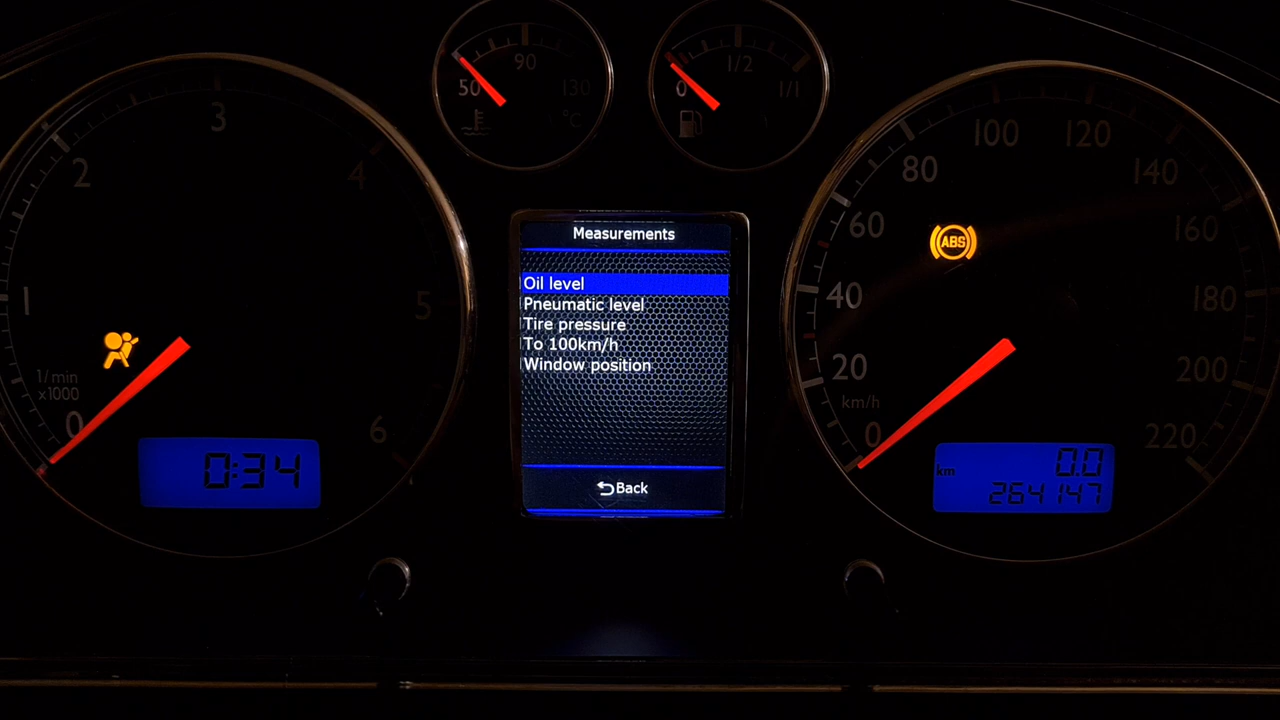 1/min
x1000
0
1
2
3
4
5
6
0:34
50
90
130
°C
0
1/2
1/1
Measurements
Oil level
Pneumatic level
Tire pressure
To 100km/h
Window position
Back
0
20
40
60
80
100
120
140
160
180
200
220
km/h
ABS
km
0.0
264147